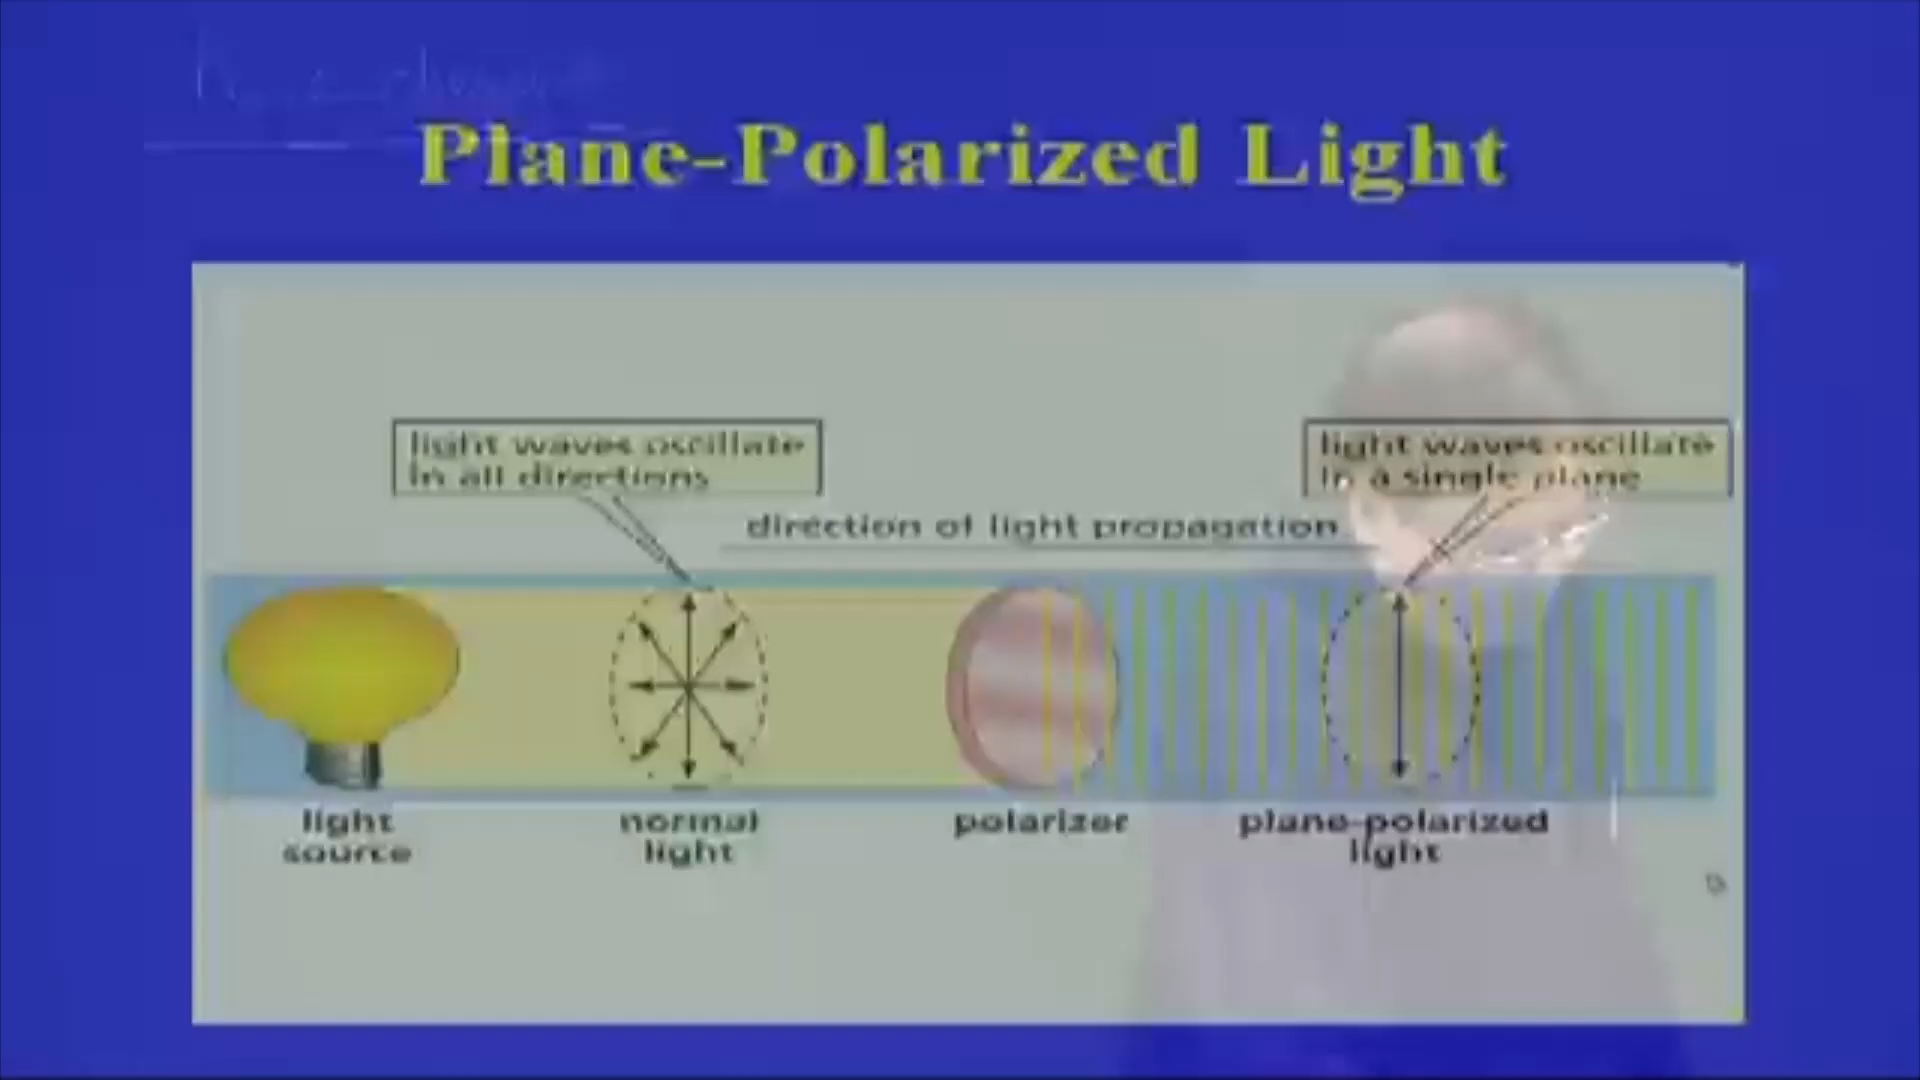 Plane-Polarized Light
light waves oscillate
in all directions
light waves oscillate
in a single plane
direction of light propagation
light
source
normal
light
polarizer
plane-polarized
light